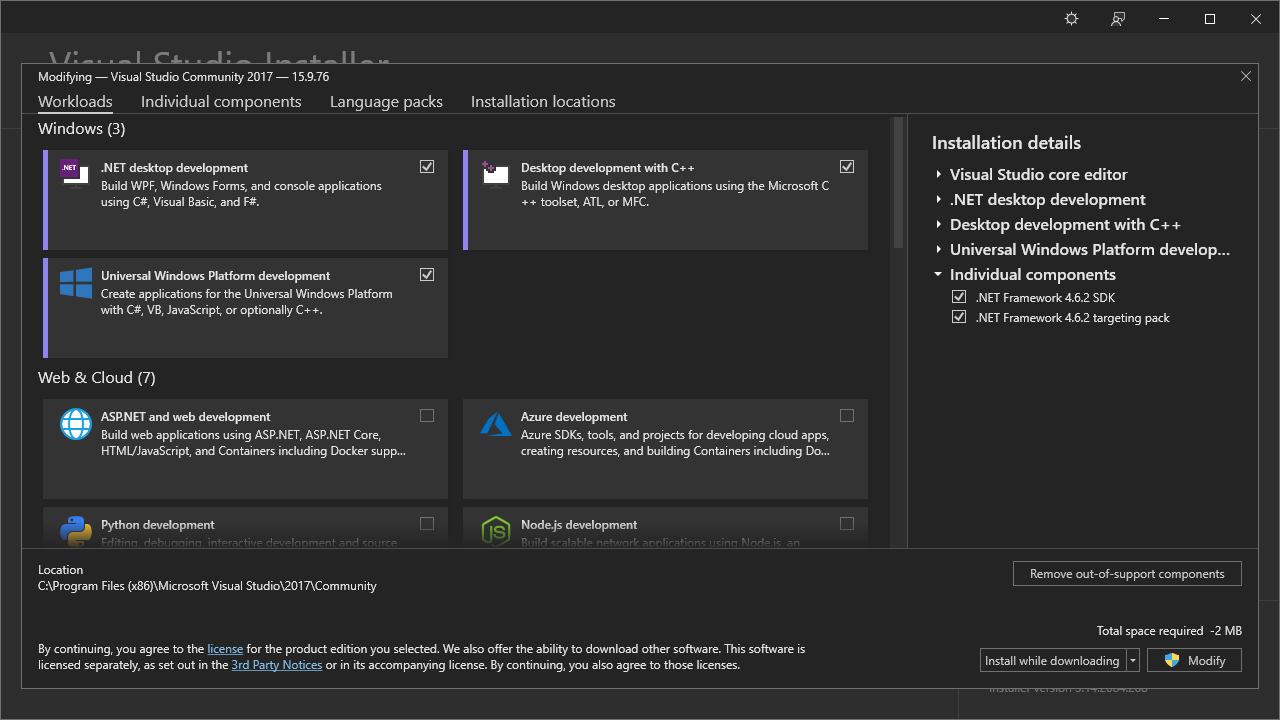 Visual Studio Installer
Modifying — Visual Studio Community 2017 — 15.9.76
Workloads
Individual components
Language packs
Installation locations
Windows (3)
.NET
.NET desktop development
Build WPF, Windows Forms, and console applications
using C#, Visual Basic, and F#.
Desktop development with C++
Build Windows desktop applications using the Microsoft C
++ toolset, ATL, or MFC.
Universal Windows Platform development
Create applications for the Universal Windows Platform
with C#, VB, JavaScript, or optionally C++.
Web & Cloud (7)
ASP.NET and web development
Build web applications using ASP.NET, ASP.NET Core,
HTML/JavaScript, and Containers including Docker supp...
Azure development
Azure SDKs, tools, and projects for developing cloud apps,
creating resources, and building Containers including Do...
Python development
Editing, debugging, interactive development and source
JS
Node.js development
Build scalable network applications using Node.js, an
Installation details
Visual Studio core editor
.NET desktop development
Desktop development with C++
Universal Windows Platform develop...
Individual components
.NET Framework 4.6.2 SDK
.NET Framework 4.6.2 targeting pack
Location
C:\Program Files (x86)\Microsoft Visual Studio\2017\Community
Remove out-of-support components
Total space required -2 MB
By continuing, you agree to the license for the product edition you selected. We also offer the ability to download other software. This software is
licensed separately, as set out in the 3rd Party Notices or in its accompanying license. By continuing, you also agree to those licenses.
Install while downloading
Modify
Installer version